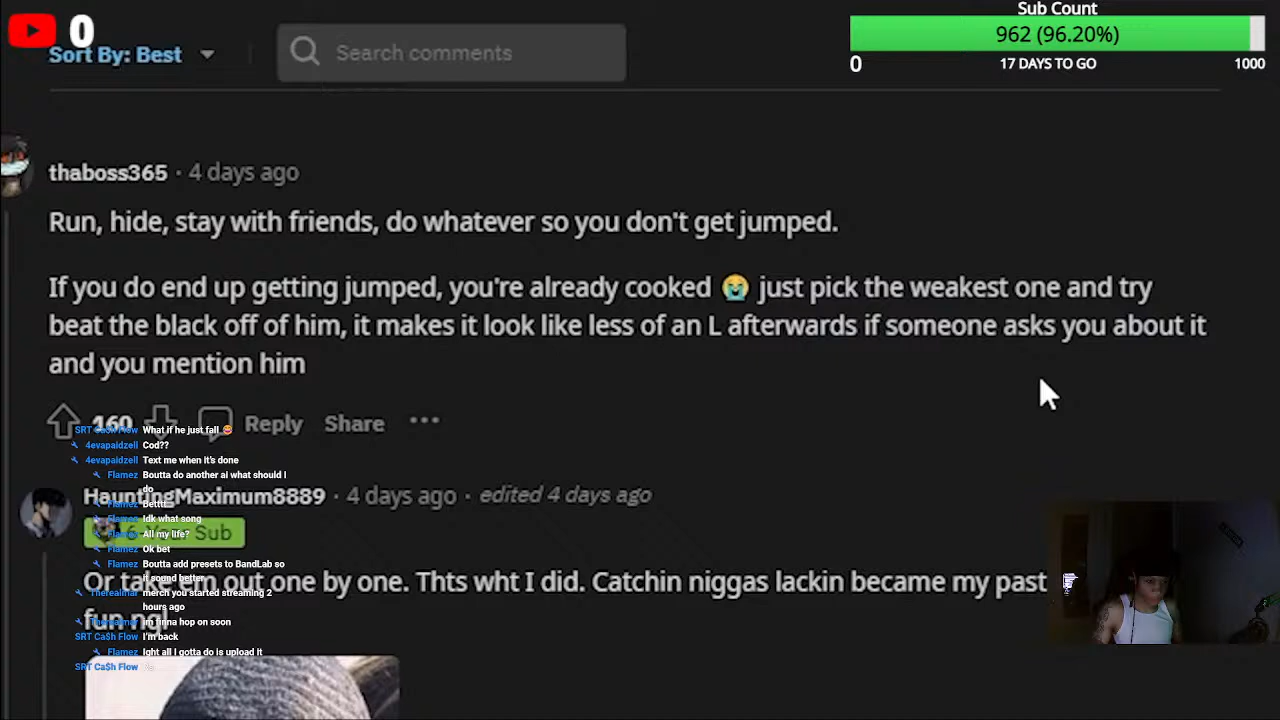 0
Sub Count
962 (96.20%)
0
17 DAYS TO GO
1000
Sort By: Best
Search comments
thaboss365 · 4 days ago
Run, hide, stay with friends, do whatever so you don't get jumped.
If you do end up getting jumped, you're already cooked 😭 just pick the weakest one and try
beat the black off of him, it makes it look like less of an L afterwards if someone asks you about it
and you mention him
160
Reply
Share
SRT Ca$h Flow What if he just fall 😂
4evapaidzell Cod??
4evapaidzell Text me when it's done
Flamez Boutta do another ai what should I
do
Flamez Bettt
Flamez Idk what song
Flamez All my life?
Flamez Ok bet
Flamez Boutta add presets to BandLab so
it sound better
Therealmar merch you started streaming 2
hours ago
Therealmar im finna hop on soon
SRT Ca$h Flow I'm back
Flamez Ight all I gotta do is upload it
SRT Ca$h Flow
HauntingMaximum8889 · 4 days ago · edited 4 days ago
Sub
Or take em out one by one. Thts wht I did. Catchin niggas lackin became my past
fun ngl